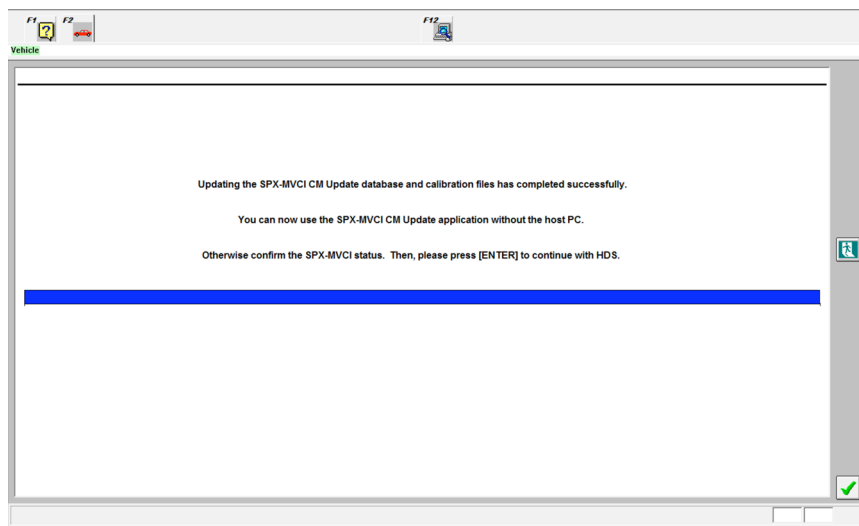 F1 F2 F12
?
Vehicle
Updating the SPX-MVCI CM Update database and calibration files has completed successfully.
You can now use the SPX-MVCI CM Update application without the host PC.
Otherwise confirm the SPX-MVCI status. Then, please press [ENTER] to continue with HDS.